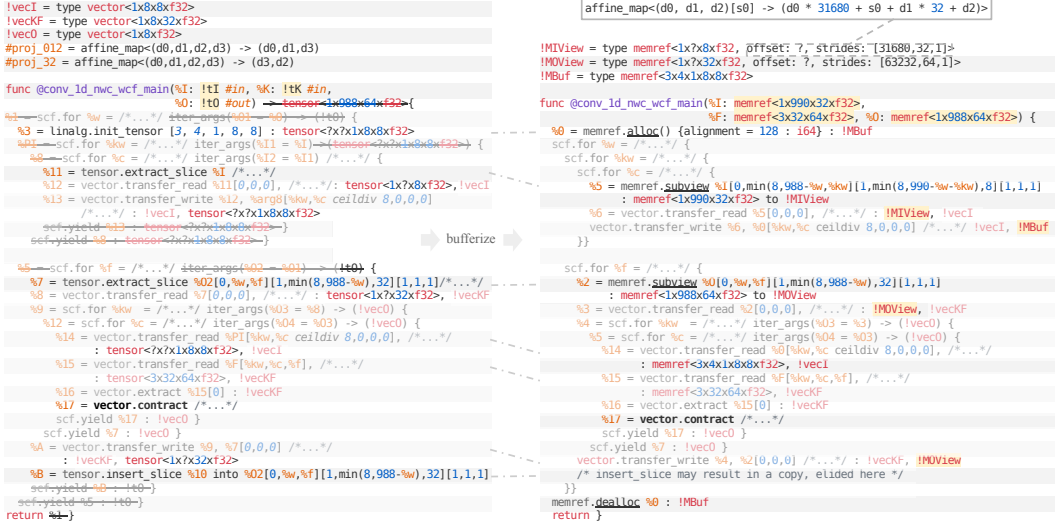 !vecI = type vector<1x8x8xf32>
!vecKF = type vector<1x32x8xf32>
!vecO = type vector<1x8xf32>
#proj_012 = affine_map<(d0,d1,d2,d3) -> (d0,d1,d3)
#proj_32 = affine_map<(d0,d1,d2,d3) -> (d3,d2)
func @conv_1d_nwc_wcf_main(%I: !tI #in, %K: !tK #in,
%O: !tO #out) -> tensor<1x988x64xf32>{
%1 = scf.for %w = /*...*/ iter_args(%O1 = %O) -> (!tO) {
%3 = linalg.init_tensor [3, 4, 1, 8, 8] : tensor<?x?x1x8x8xf32>
%PI = scf.for %kw = /*...*/ iter_args(%I1 = %I) ->(tensor<?x?x1x8x8xf32>) {
%8 = scf.for %c = /*...*/ iter_args(%I2 = %I1) /*...*/ {
%11 = tensor.extract_slice %I /*...*/
%12 = vector.transfer_read %11[0,0,0], /*...*/: tensor<1x?x8xf32>,!vecI
%13 = vector.transfer_write %12, %arg8[%kw,%c ceildiv 8,0,0,0]
/*...*/ : !vecI, tensor<?x?x1x8x8xf32>
scf.yield %13 : tensor<?x?x1x8x8xf32> }
scf.yield %8 : tensor<?x?x1x8x8xf32> }
%5 = scf.for %f = /*...*/ iter_args(%O2 = %O1) -> (!tO) {
%7 = tensor.extract_slice %O2[0,%w,%f][1,min(8,988-%w),32][1,1,1]/*...*/
%8 = vector.transfer_read %7[0,0,0], /*...*/ : tensor<1x?x32xf32>, !vecKF
%9 = scf.for %kw  = /*...*/ iter_args(%O3 = %8) -> (!vecO) {
%12 = scf.for %c = /*...*/ iter_args(%O4 = %O3) -> (!vecO) {
%14 = vector.transfer_read %PI[%kw,%c ceildiv 8,0,0,0], /*...*/
: tensor<?x?x1x8x8xf32>, !vecI
%15 = vector.transfer_read %F[%kw,%c,%f], /*...*/
: tensor<3x32x64xf32>, !vecKF
%16 = vector.extract %15[0] : !vecKF
%17 = vector.contract /*...*/
scf.yield %17 : !vecO }
scf.yield %7 : !vecO }
%A = vector.transfer_write %9, %7[0,0,0] /*...*/
: !vecKF, tensor<1x?x32xf32>
%B = tensor.insert_slice %10 into %O2[0,%w,%f][1,min(8,988-%w),32][1,1,1]
scf.yield %B : !tO }
scf.yield %5 : !tO }
return %1 }
bufferize
affine_map<(d0, d1, d2)[s0] -> (d0 * 31680 + s0 + d1 * 32 + d2)>
!MIView = type memref<1x?x8xf32, offset: ?, strides: [31680,32,1]>
!MOView = type memref<1x?x32xf32, offset: ?, strides: [63232,64,1]>
!MBuf = type memref<3x4x1x8x8xf32>
func @conv_1d_nwc_wcf_main(%I: memref<1x990x32xf32>,
%F: memref<3x32x64xf32>, %O: memref<1x988x64xf32>) {
%0 = memref.alloc() {alignment = 128 : i64} : !MBuf
scf.for %w = /*...*/ {
scf.for %kw = /*...*/ {
scf.for %c = /*...*/ {
%5 = memref.subview %I[0,min(8,988-%w,%kw][1,min(8,990-%w-%kw),8][1,1,1]
: memref<1x990x32xf32> to !MIView
%6 = vector.transfer_read %5[0,0,0], /*...*/ : !MIView, !vecI
vector.transfer_write %6, %0[%kw,%c ceildiv 8,0,0,0] /*...*/ !vecI, !MBuf
}}
scf.for %f = /*...*/ {
%2 = memref.subview %O[0,%w,%f][1,min(8,988-%w),32][1,1,1]
: memref<1x988x64xf32> to !MOView
%3 = vector.transfer_read %2[0,0,0], /*...*/ : !MOView, !vecKF
%4 = scf.for %kw  = /*...*/ iter_args(%O3 = %3) -> (!vecO) {
%5 = scf.for %c = /*...*/ iter_args(%O4 = %O3) -> (!vecO) {
%14 = vector.transfer_read %0[%kw,%c ceildiv 8,0,0,0], /*...*/
: memref<3x4x1x8x8xf32>, !vecI
%15 = vector.transfer_read %F[%kw,%c,%f], /*...*/
: memref<3x32x64xf32>, !vecKF
%16 = vector.extract %15[0] : !vecKF
%17 = vector.contract /*...*/
scf.yield %17 : !vecO }
scf.yield %7 : !vecO }
vector.transfer_write %4, %2[0,0,0] /*...*/ : !vecKF, !MOView
/* insert_slice may result in a copy, elided here */
}}
memref.dealloc %0 : !MBuf
return }